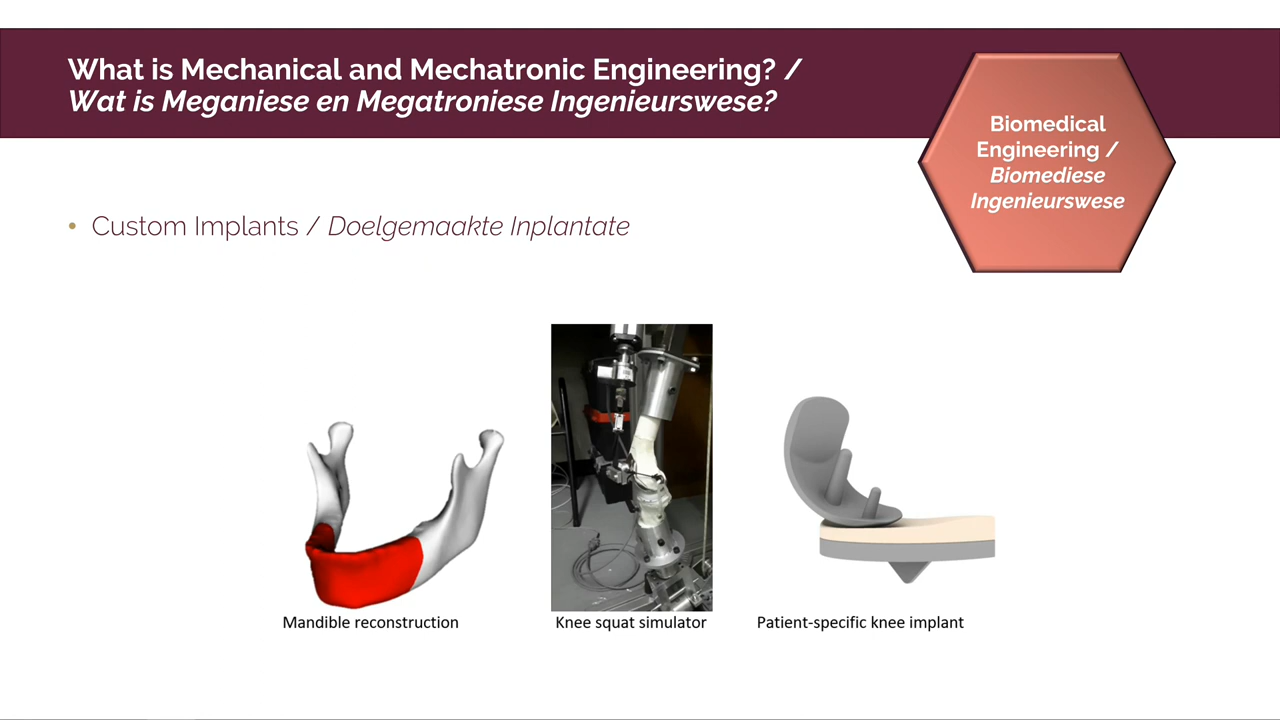 What is Mechanical and Mechatronic Engineering? /
Wat is Meganiese en Megatroniese Ingenieurswese?
Biomedical
Engineering /
Biomediese
Ingenieurswese
• Custom Implants / Doelgemaakte Inplantate
Mandible reconstruction
Knee squat simulator
Patient-specific knee implant